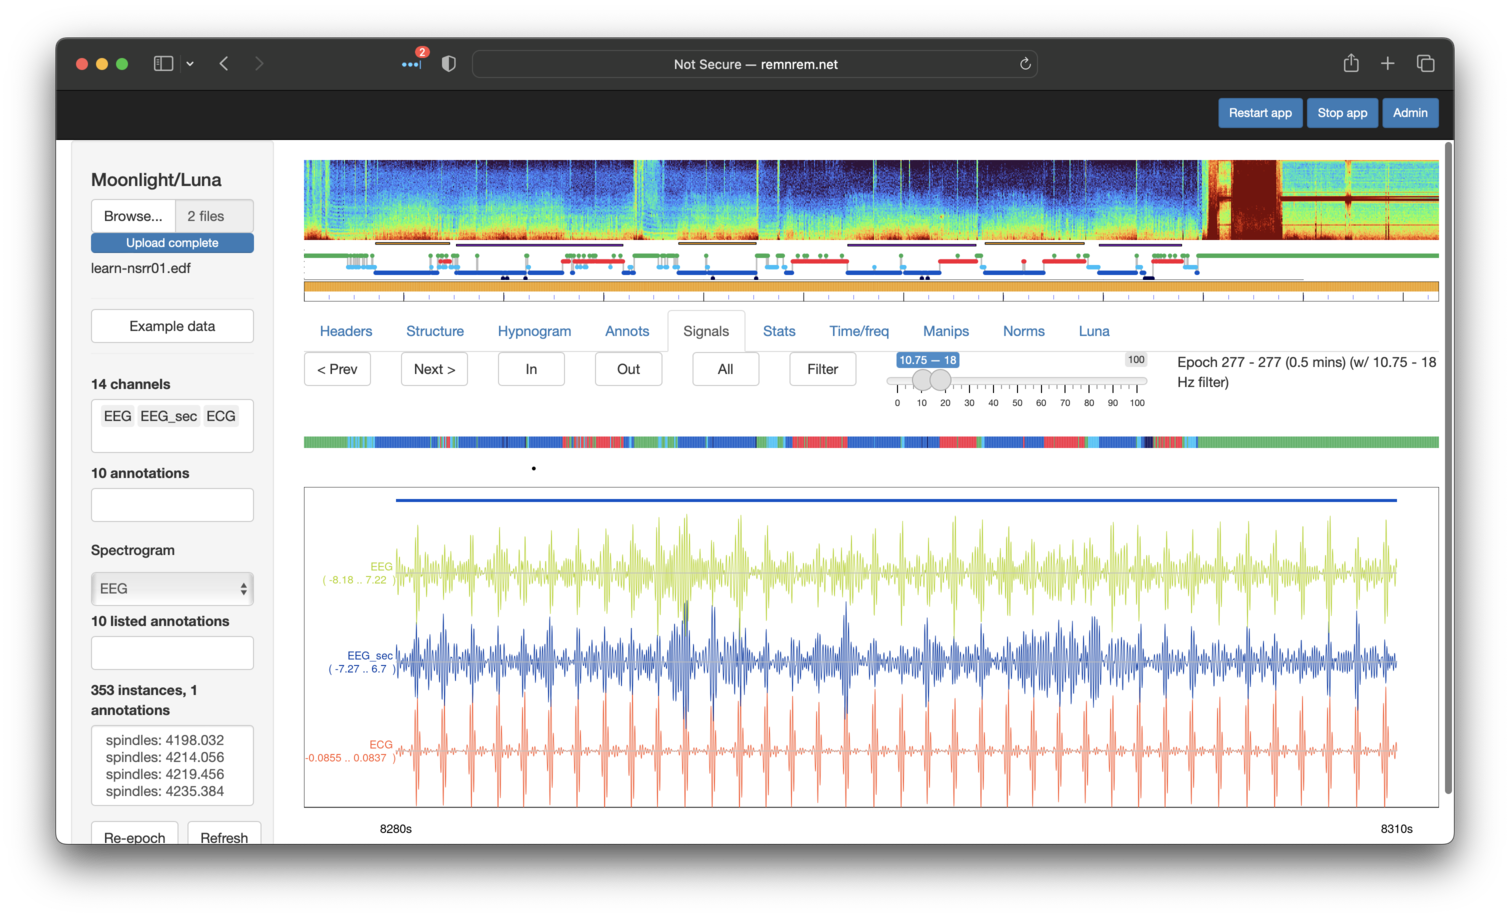 2
Not Secure — remnrem.net
Restart app
Stop app
Admin
Moonlight/Luna
Browse...
2 files
Upload complete
learn-nsrr01.edf
Example data
14 channels
EEG EEG_sec ECG
10 annotations
Spectrogram
EEG
10 listed annotations
353 instances, 1
annotations
spindles: 4198.032
spindles: 4214.056
spindles: 4219.456
spindles: 4235.384
Re-epoch
Refresh
Headers
Structure
Hypnogram
Annots
Signals
Stats
Time/freq
Manips
Norms
Luna
< Prev
Next >
In
Out
All
Filter
10.75 — 18
100
0 10 20 30 40 50 60 70 80 90 100
Epoch 277 - 277 (0.5 mins) (w/ 10.75 - 18
Hz filter)
EEG
( -8.18 .. 7.22 )
EEG_sec
( -7.27 .. 6.7 )
ECG
-0.0855 .. 0.0837 )
8280s
8310s